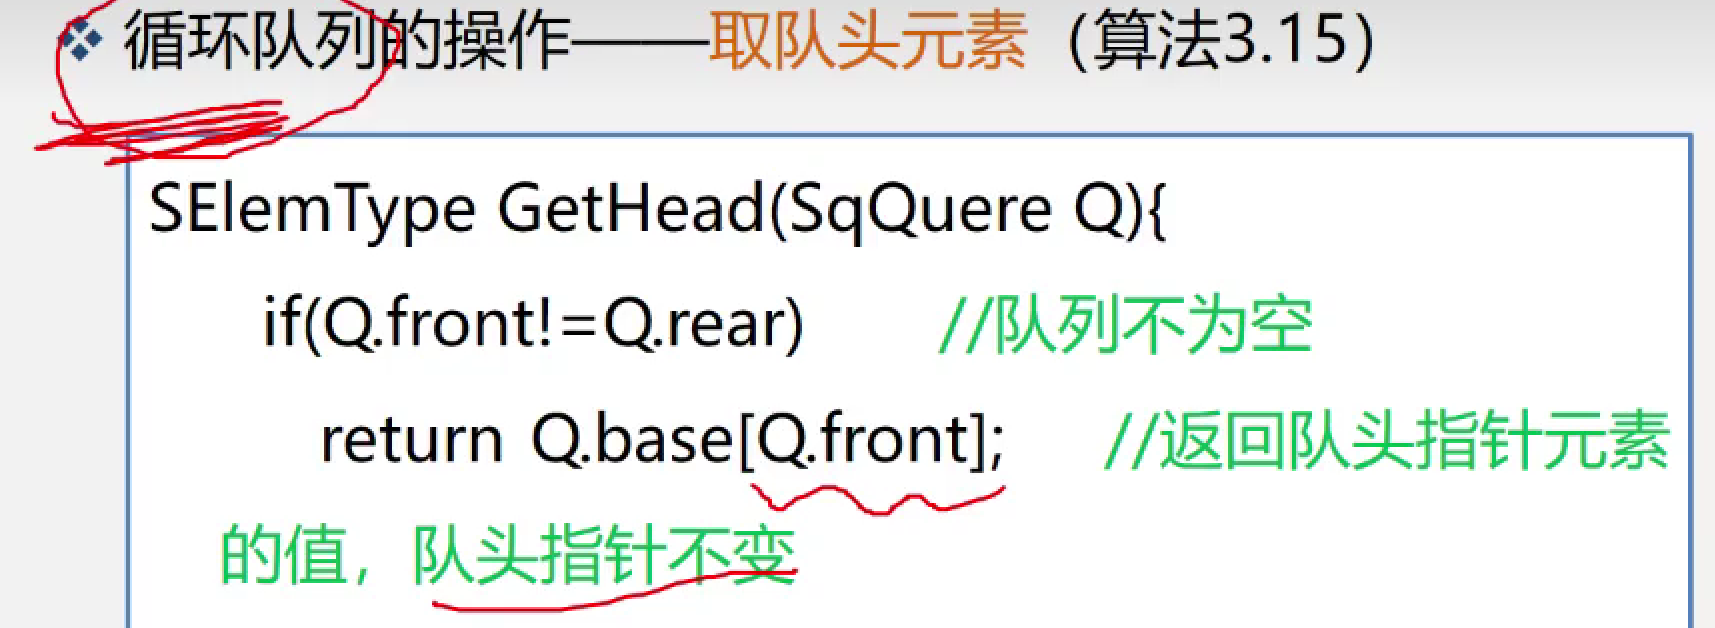 循环队列的操作——取队头元素（算法3.15）
SElemType GetHead(SqQuere Q){
if(Q.front!=Q.rear) //队列不为空
return Q.base[Q.front]; //返回队头指针元素
的值，队头指针不变